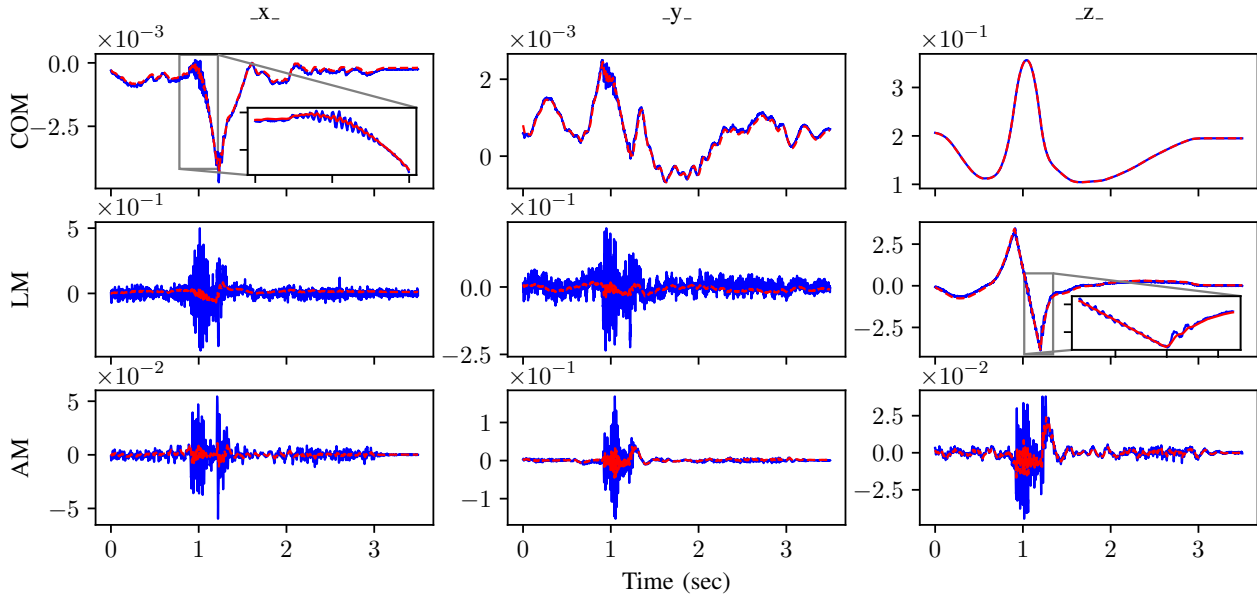 _x_ _y_ _z_
×10⁻³ ×10⁻³ ×10⁻¹
COM 0.0 −2.5 2 0 3 2 1
×10⁻¹ ×10⁻¹
LM 5 0 0.0 −2.5 2.5 0.0 −2.5
×10⁻² ×10⁻¹ ×10⁻²
AM 5 0 −5 1 0 −1 2.5 0.0 −2.5
0 1 2 3 0 1 2 3 0 1 2 3
Time (sec)